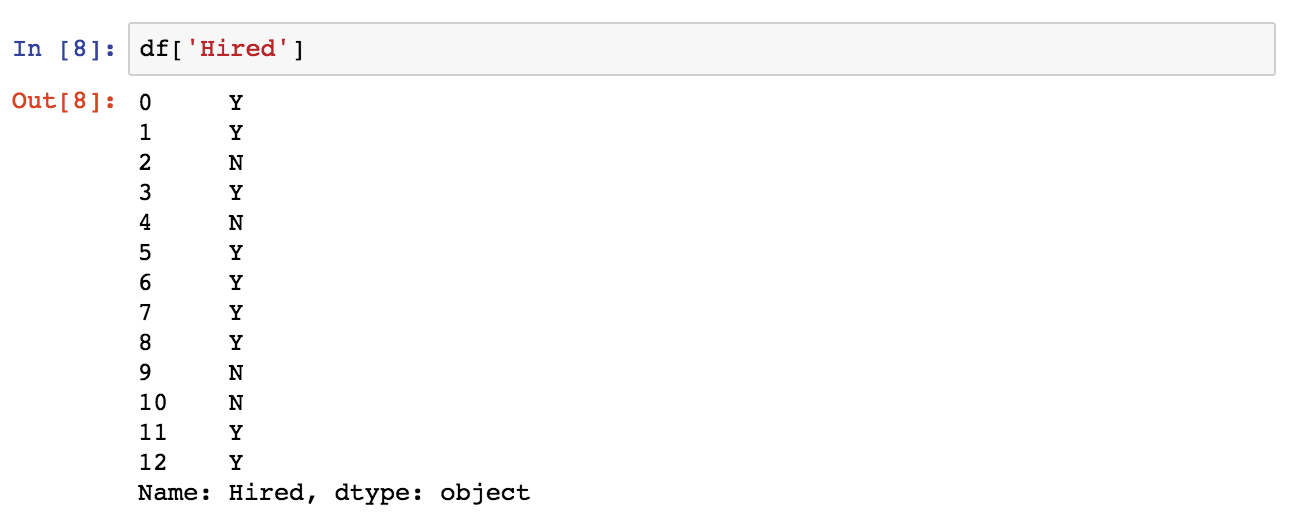 In [8]: df['Hired']
Out[8]: 0 Y
1 Y
2 N
3 Y
4 N
5 Y
6 Y
7 Y
8 Y
9 N
10 N
11 Y
12 Y
Name: Hired, dtype: object